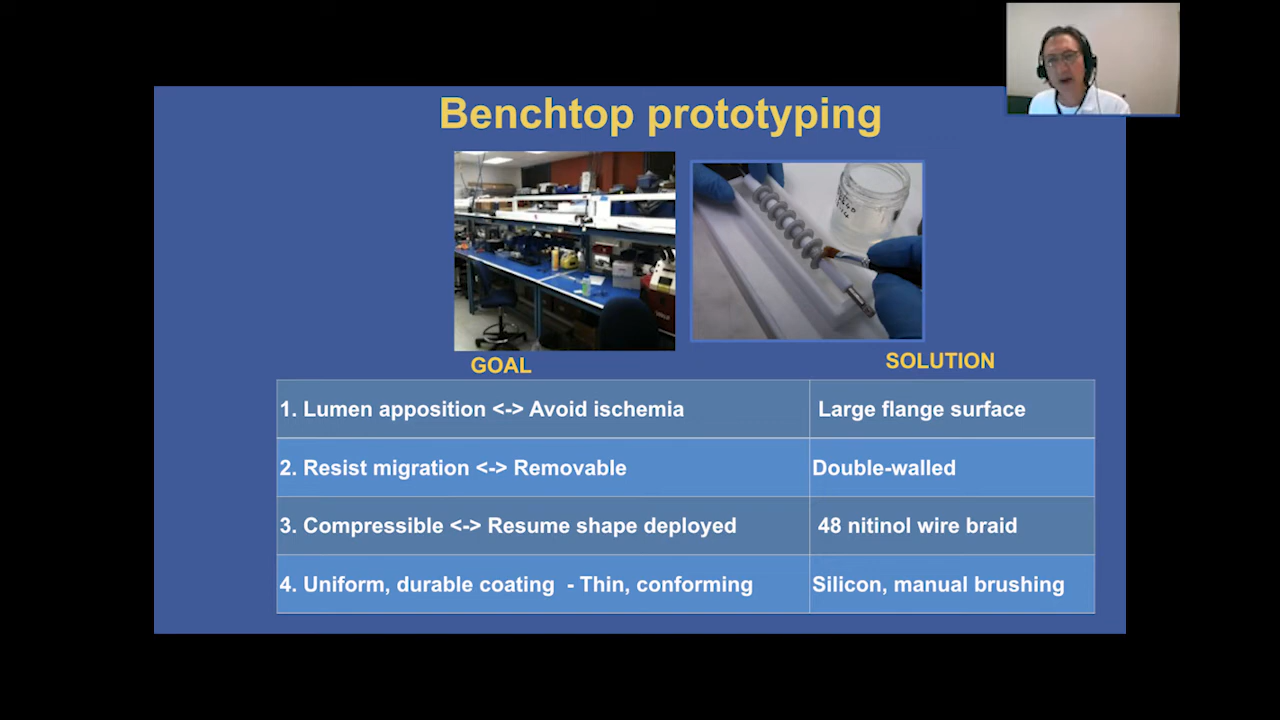 Benchtop prototyping
GOAL
SOLUTION
1. Lumen apposition <-> Avoid ischemia
Large flange surface
2. Resist migration <-> Removable
Double-walled
3. Compressible <-> Resume shape deployed
48 nitinol wire braid
4. Uniform, durable coating - Thin, conforming
Silicon, manual brushing